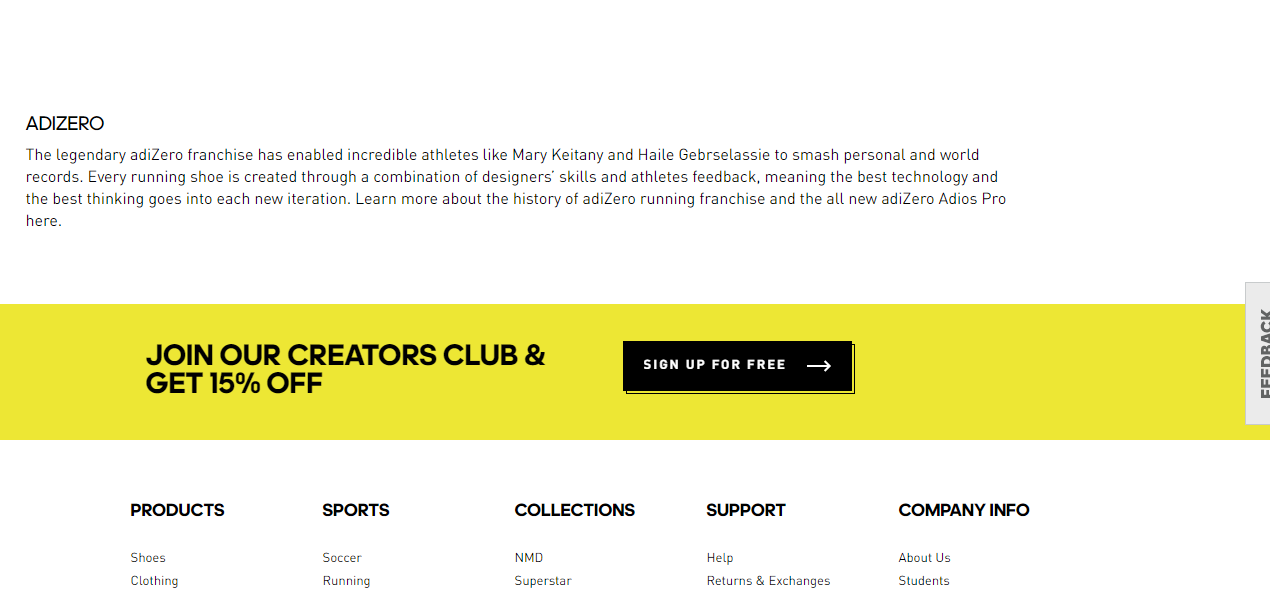 ADIZERO
The legendary adiZero franchise has enabled incredible athletes like Mary Keitany and Haile Gebrselassie to smash personal and world
records. Every running shoe is created through a combination of designers’ skills and athletes feedback, meaning the best technology and
the best thinking goes into each new iteration. Learn more about the history of adiZero running franchise and the all new adiZero Adios Pro
here.
JOIN OUR CREATORS CLUB &
GET 15% OFF
SIGN UP FOR FREE
FEEDBACK
PRODUCTS
Shoes
Clothing
SPORTS
Soccer
Running
COLLECTIONS
NMD
Superstar
SUPPORT
Help
Returns & Exchanges
COMPANY INFO
About Us
Students